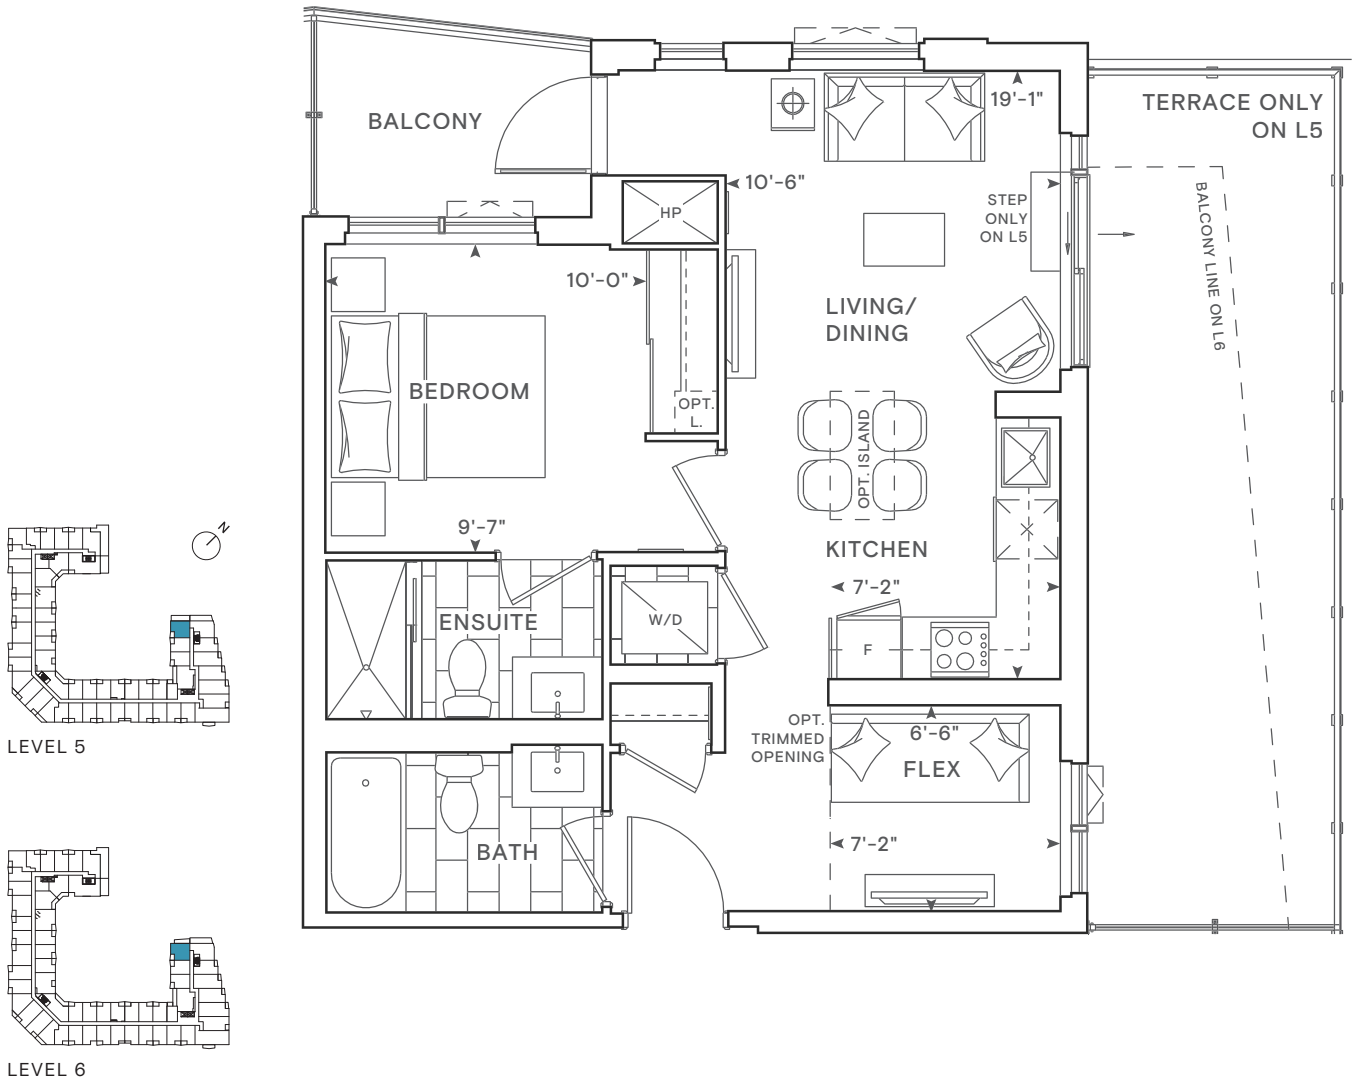 BALCONY
19'-1"
TERRACE ONLY
ON L5
10'-6"
HP
STEP
ONLY
ON L5
BALCONY LINE ON L6
10'-0"
LIVING/
DINING
BEDROOM
OPT.
L.
OPT. ISLAND
9'-7"
KITCHEN
7'-2"
ENSUITE
W/D
F
OPT.
TRIMMED
OPENING
6'-6"
FLEX
7'-2"
BATH
N
LEVEL 5
LEVEL 6